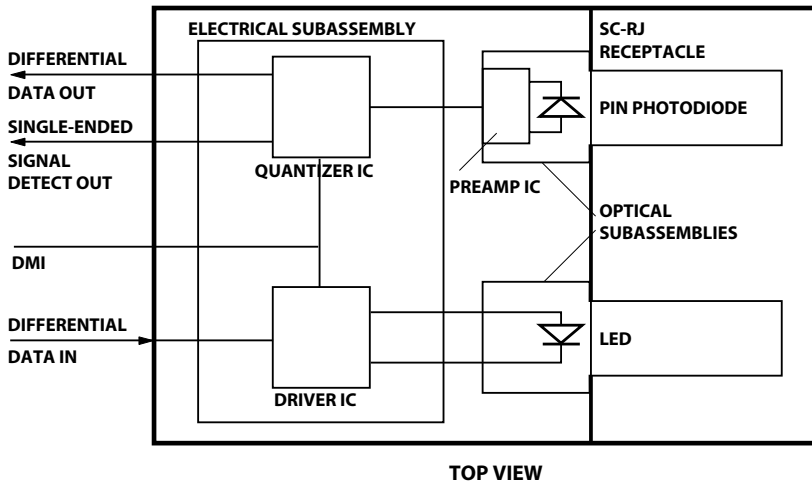 ELECTRICAL SUBASSEMBLY
SC-RJ
RECEPTACLE
DIFFERENTIAL
DATA OUT
PIN PHOTODIODE
SINGLE-ENDED
SIGNAL
DETECT OUT
QUANTIZER IC
PREAMP IC
OPTICAL
SUBASSEMBLIES
DMI
DIFFERENTIAL
DATA IN
LED
DRIVER IC
TOP VIEW